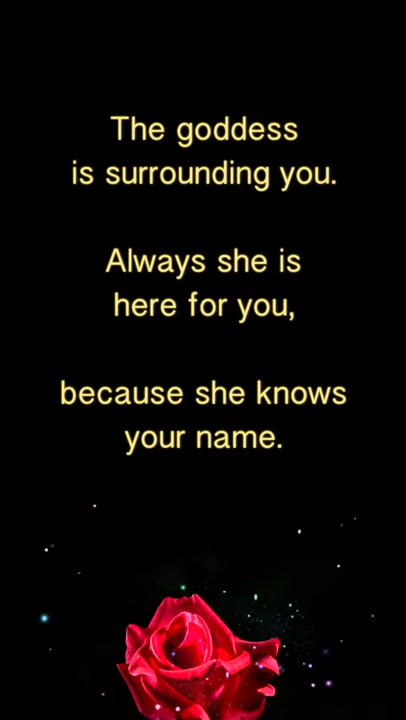 The goddess
is surrounding you.
Always she is
here for you,
because she knows
your name.